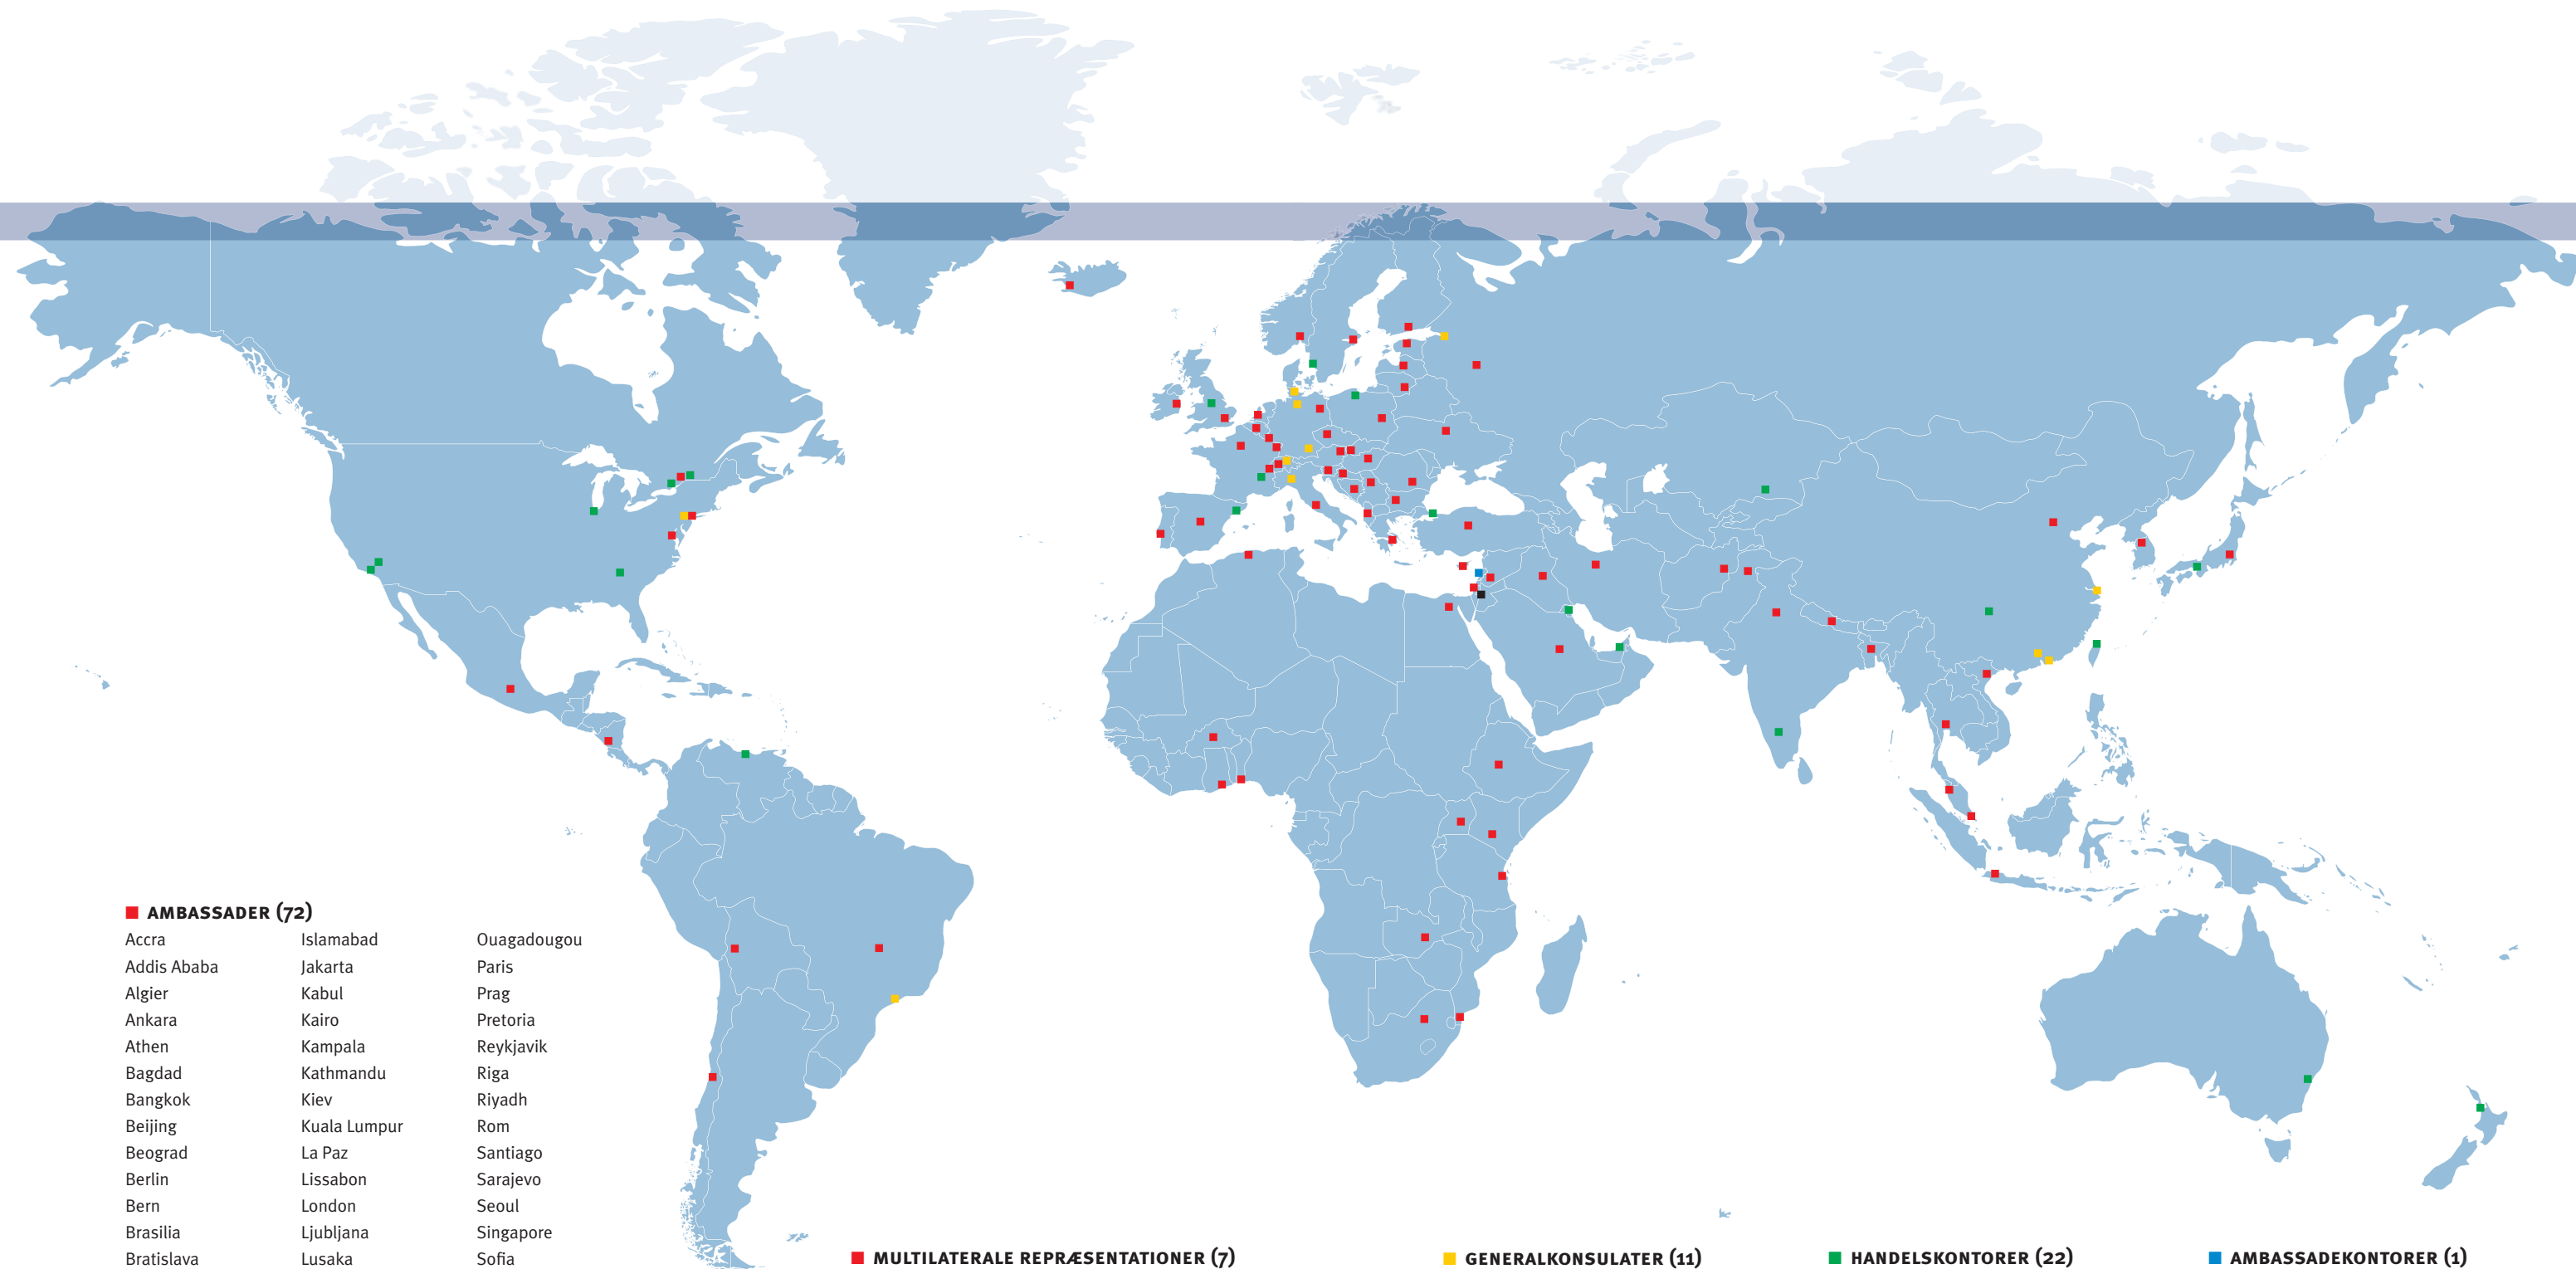 AMBASSADER (72)
Accra
Addis Ababa
Algier
Ankara
Athen
Bagdad
Bangkok
Beijing
Beograd
Berlin
Bern
Brasilia
Bratislava
Islamabad
Jakarta
Kabul
Kairo
Kampala
Kathmandu
Kiev
Kuala Lumpur
La Paz
Lissabon
London
Ljubljana
Lusaka
Ouagadougou
Paris
Prag
Pretoria
Reykjavik
Riga
Riyadh
Rom
Santiago
Sarajevo
Seoul
Singapore
Sofia
MULTILATERALE REPRÆSENTATIONER (7)
GENERALKONSULATER (11)
HANDELSKONTORER (22)
AMBASSADEKONTORER (1)